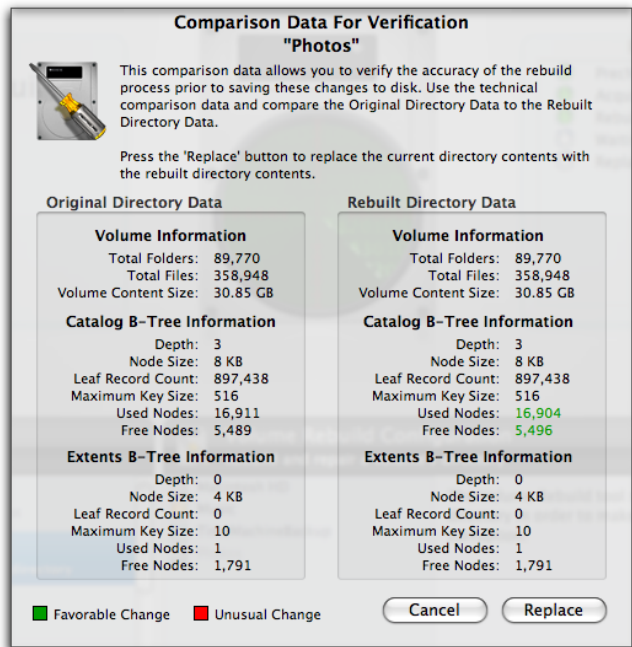 Comparison Data For Verification
"Photos"
This comparison data allows you to verify the accuracy of the rebuild
process prior to saving these changes to disk. Use the technical
comparison data and compare the Original Directory Data to the Rebuilt
Directory Data.
Press the 'Replace' button to replace the current directory contents with
the rebuilt directory contents.
Original Directory Data
Volume Information
Total Folders: 89,770
Total Files: 358,948
Volume Content Size: 30.85 GB
Catalog B-Tree Information
Depth: 3
Node Size: 8 KB
Leaf Record Count: 897,438
Maximum Key Size: 516
Used Nodes: 16,911
Free Nodes: 5,489
Extents B-Tree Information
Depth: 0
Node Size: 4 KB
Leaf Record Count: 0
Maximum Key Size: 10
Used Nodes: 1
Free Nodes: 1,791
Rebuilt Directory Data
Volume Information
Total Folders: 89,770
Total Files: 358,948
Volume Content Size: 30.85 GB
Catalog B-Tree Information
Depth: 3
Node Size: 8 KB
Leaf Record Count: 897,438
Maximum Key Size: 516
Used Nodes: 16,904
Free Nodes: 5,496
Extents B-Tree Information
Depth: 0
Node Size: 4 KB
Leaf Record Count: 0
Maximum Key Size: 10
Used Nodes: 1
Free Nodes: 1,791
Favorable Change
Unusual Change
Cancel
Replace